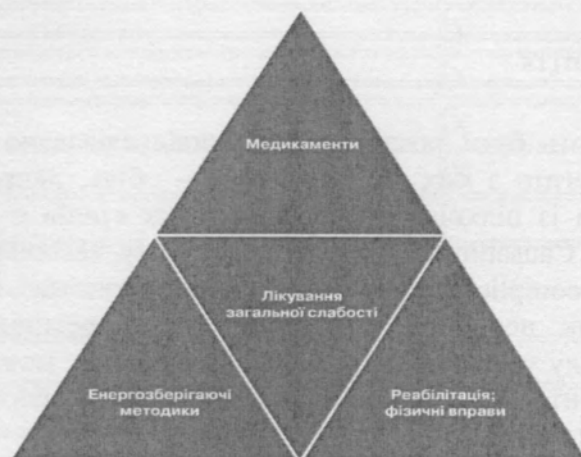 Медикаменти
Лікування
загальної слабості
Енергозберігаючі
методики
Реабілітація;
фізичні вправи